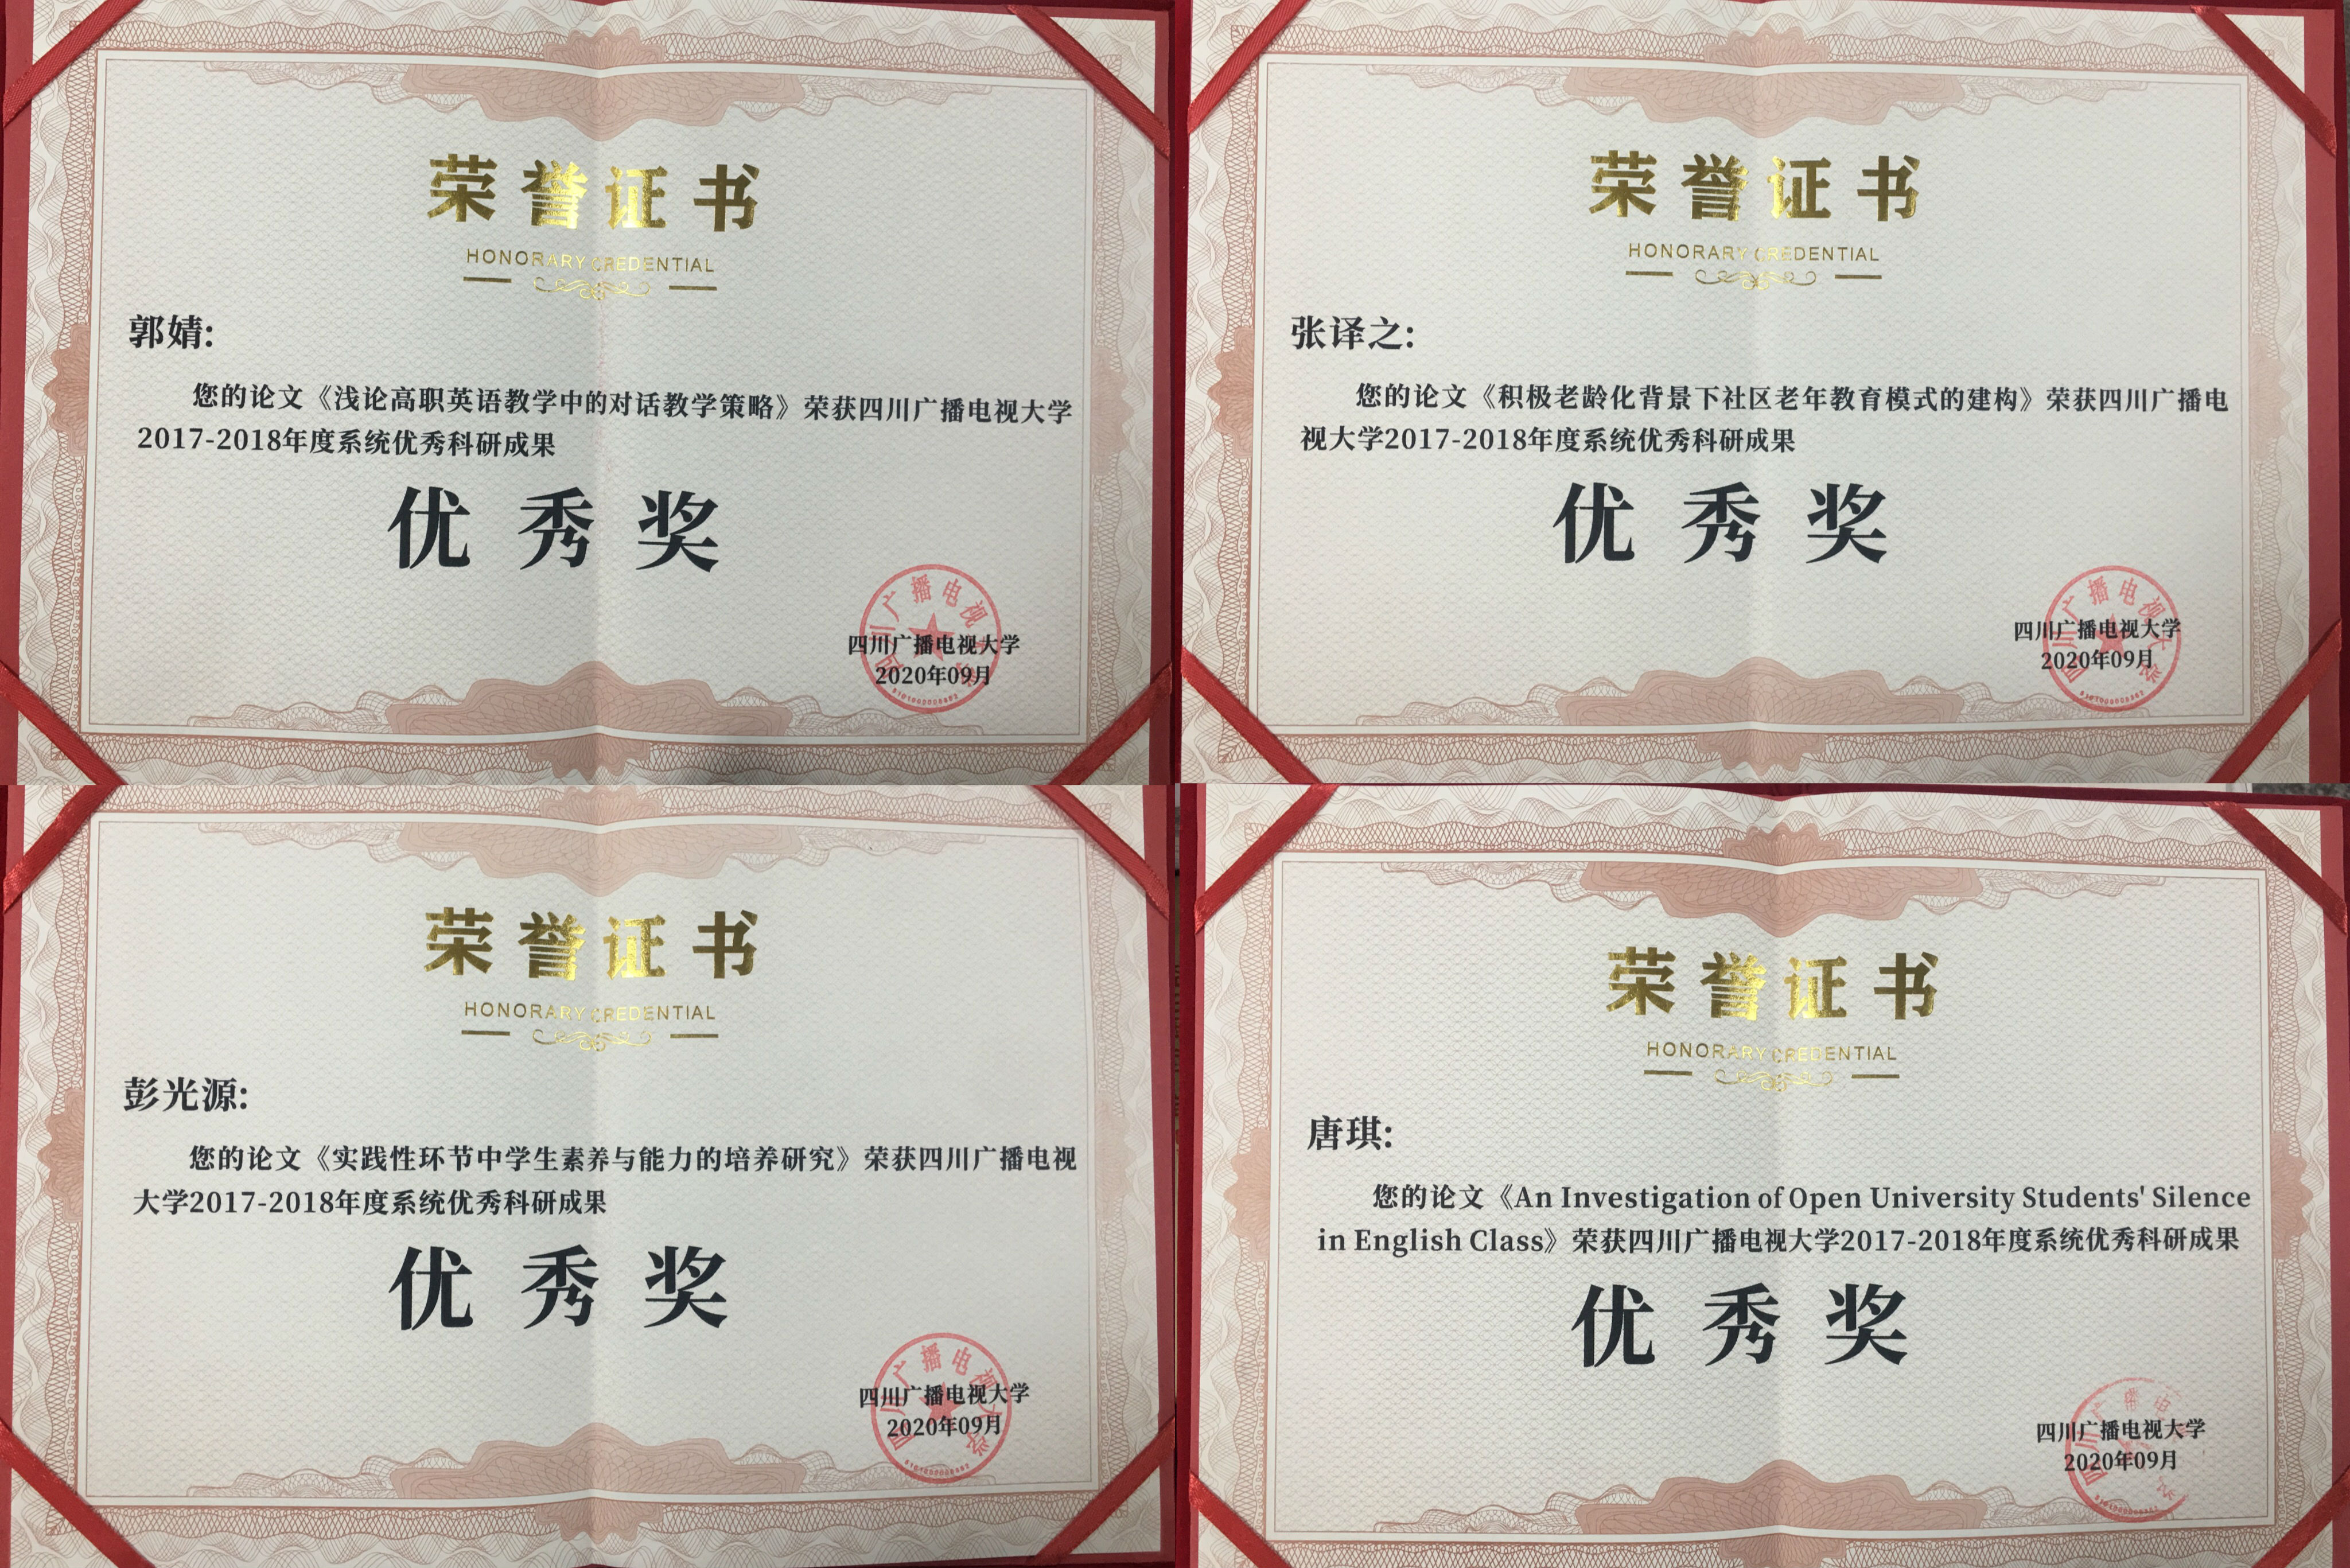 荣誉证书
HONORARY CREDENTIAL
郭婧:
您的论文《浅论高职英语教学中的对话教学策略》荣获四川广播电视大学
2017-2018年度系统优秀科研成果
优秀奖
四川广播电视大学
2020年09月
荣誉证书
HONORARY CREDENTIAL
张译之:
您的论文《积极老龄化背景下社区老年教育模式的建构》荣获四川广播电
视大学2017-2018年度系统优秀科研成果
优秀奖
四川广播电视大学
2020年09月
荣誉证书
HONORARY CREDENTIAL
彭光源:
您的论文《实践性环节中学生素养与能力的培养研究》荣获四川广播电视
大学2017-2018年度系统优秀科研成果
优秀奖
四川广播电视大学
2020年09月
荣誉证书
HONORARY CREDENTIAL
唐琪:
您的论文《An Investigation of Open University Students' Silence
in English Class》荣获四川广播电视大学2017-2018年度系统优秀科研成果
优秀奖
四川广播电视大学
2020年09月